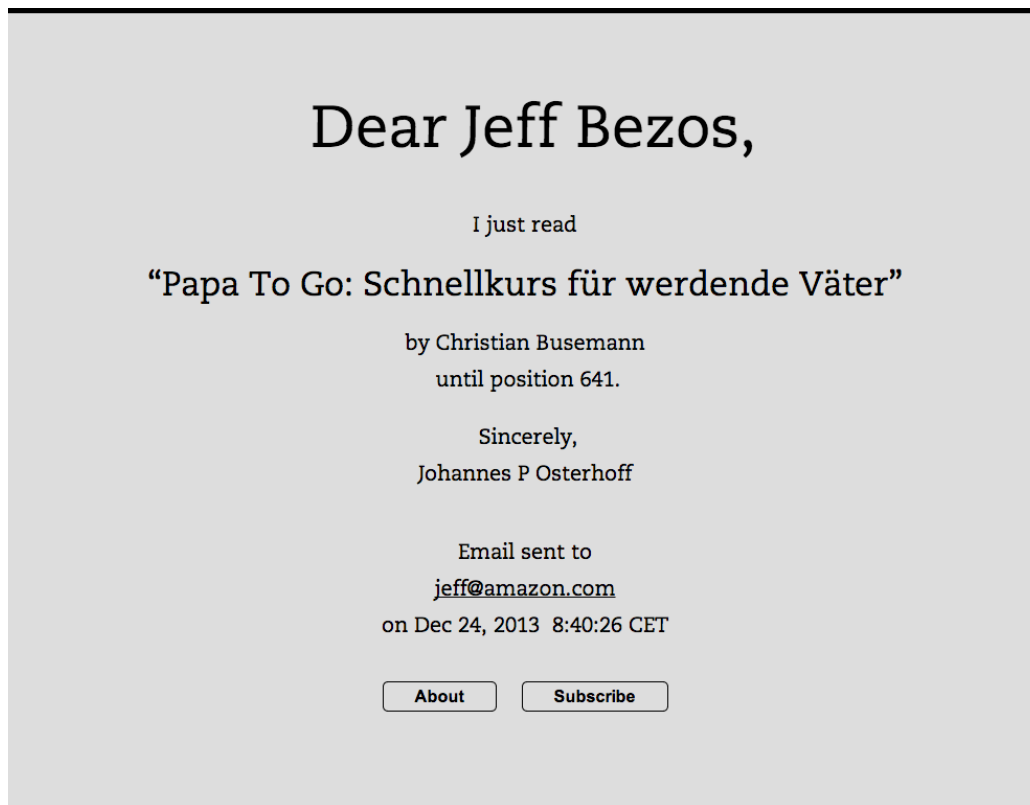 Dear Jeff Bezos,
I just read
“Papa To Go: Schnellkurs für werdende Väter”
by Christian Busemann
until position 641.
Sincerely,
Johannes P Osterhoff
Email sent to
jeff@amazon.com
on Dec 24, 2013 8:40:26 CET
About Subscribe